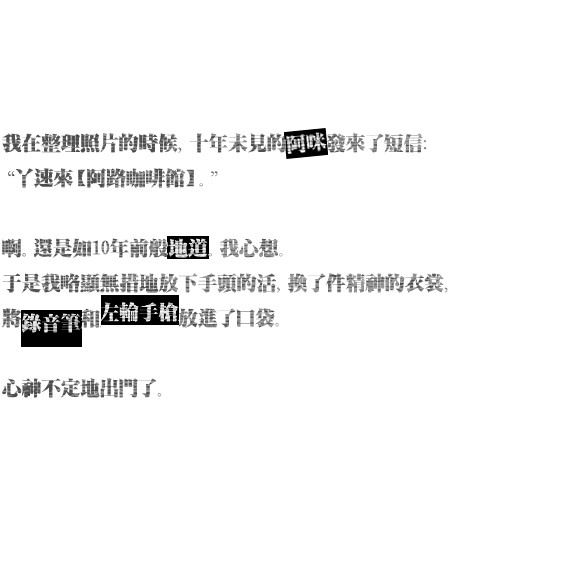 我在整理照片的時候，十年未見的阿咪發來了短信：
“丫速來【阿路咖啡館】。”
啊。還是如10年前般地道。我心想。
于是我略顯無措地放下手頭的活，換了件精神的衣裳，
將錄音筆和左輪手槍放進了口袋。
心神不定地出門了。